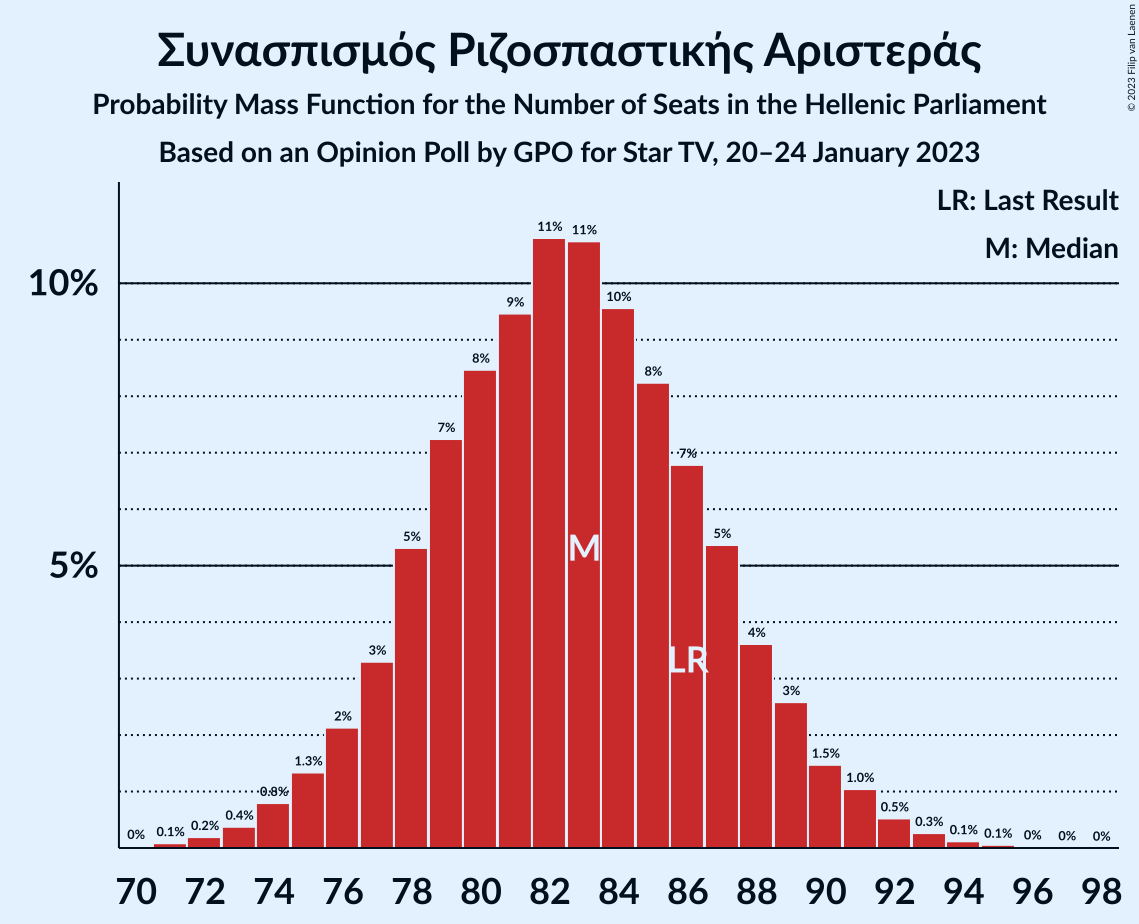 Συνασπισμός Ριζοσπαστικής Αριστεράς
Probability Mass Function for the Number of Seats in the Hellenic Parliament
Based on an Opinion Poll by GPO for Star TV, 20–24 January 2023
© 2023 Filip van Laenen
LR: Last Result
M: Median
10%
5%
0% 0.1% 0.2% 0.4% 0.8% 1.3% 2% 3% 5% 7% 8% 9% 11% 11% 10% 8% 7% 5% 4% 3% 1.5% 1.0% 0.5% 0.3% 0.1% 0.1% 0% 0% 0%
M
LR
70 72 74 76 78 80 82 84 86 88 90 92 94 96 98